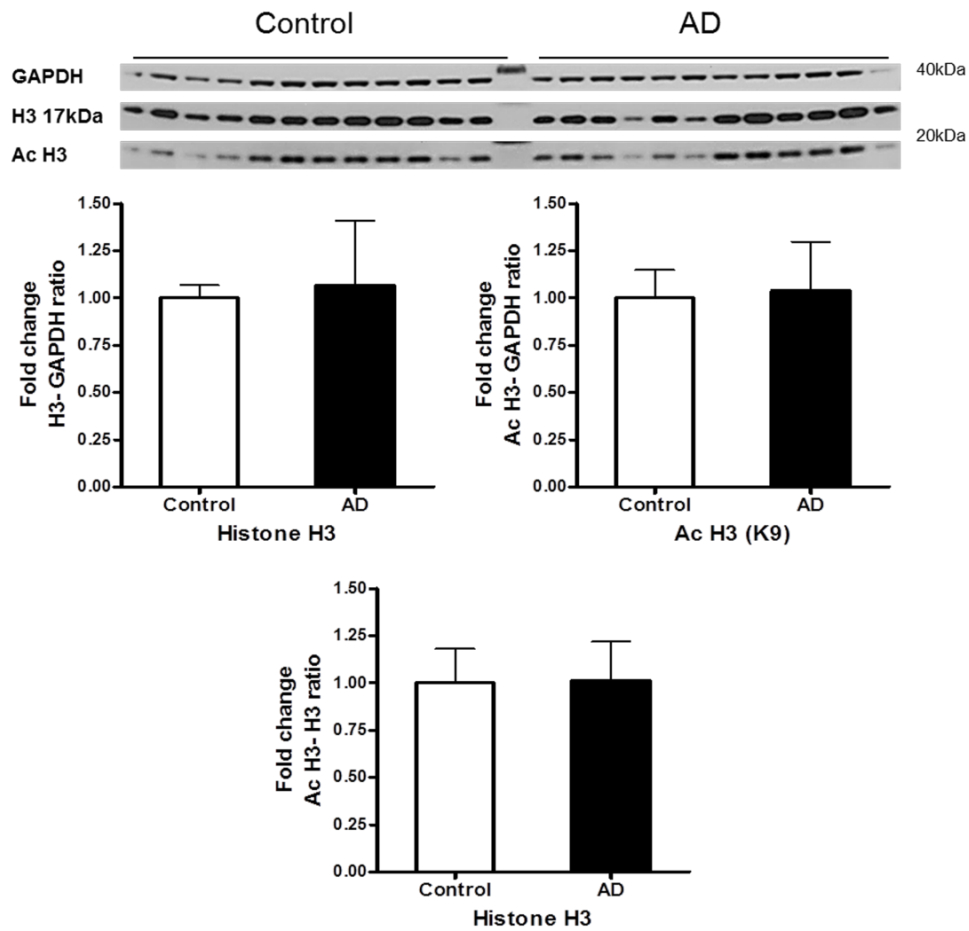 Control AD
GAPDH 40kDa
H3 17kDa
20kDa
Ac H3
1.50
1.25
1.00
0.75
0.50
0.25
0.00
Fold change
H3- GAPDH ratio
Control AD
Histone H3
1.50
1.25
1.00
0.75
0.50
0.25
0.00
Fold change
Ac H3- GAPDH ratio
Control AD
Ac H3 (K9)
1.50
1.25
1.00
0.75
0.50
0.25
0.00
Fold change
Ac H3- H3 ratio
Control AD
Histone H3